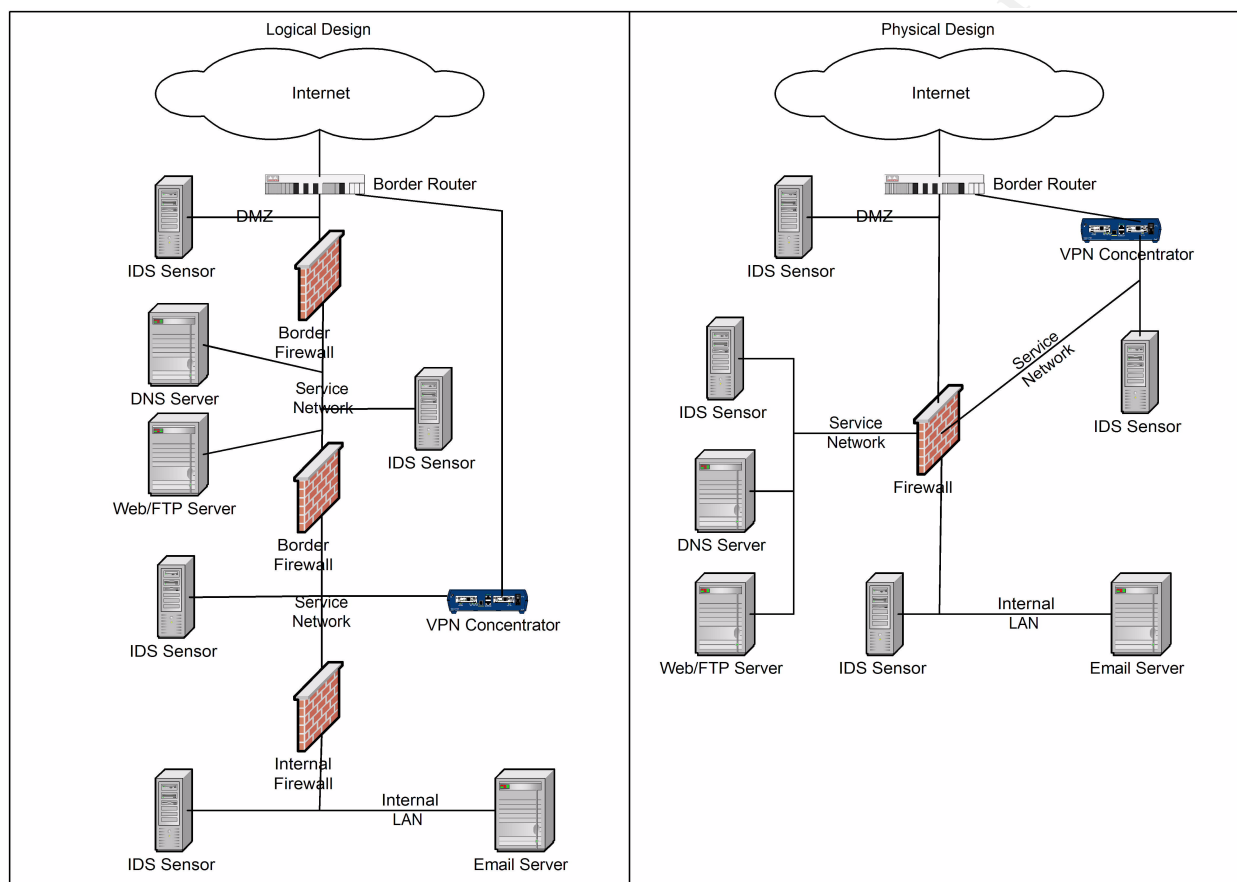 Logical Design
Internet
Border Router
DMZ
IDS Sensor
Border
Firewall
DNS Server
Service
Network
IDS Sensor
Web/FTP Server
Border
Firewall
Service
Network
IDS Sensor
VPN Concentrator
Internal
Firewall
Internal
LAN
IDS Sensor
Email Server
Physical Design
Internet
Border Router
DMZ
IDS Sensor
VPN Concentrator
Service
Network
IDS Sensor
IDS Sensor
Service
Network
Firewall
DNS Server
Internal
LAN
Web/FTP Server
IDS Sensor
Email Server